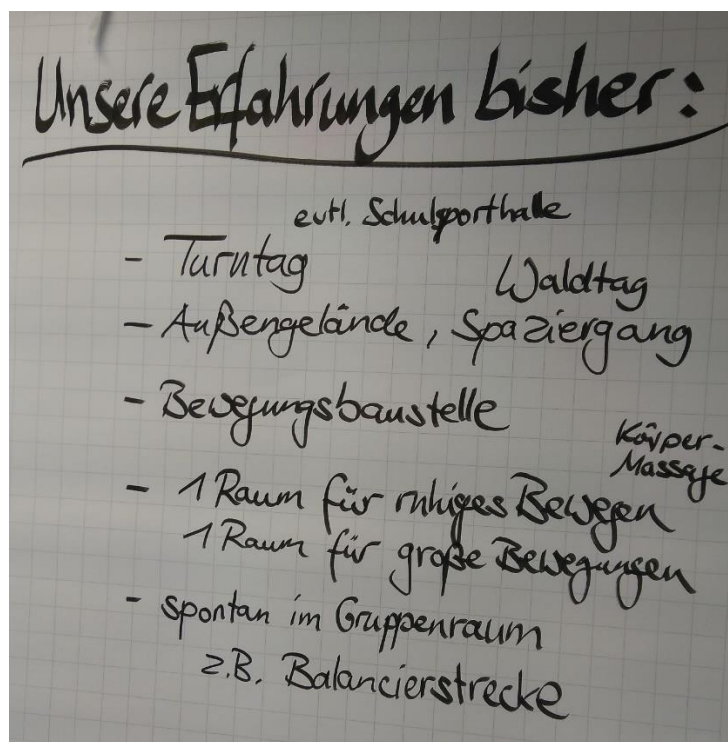 Unsere Erfahrungen bisher:
evtl. Schulsporthalle
- Turntag
Waldtag
- Außengelände, Spaziergang
- Bewegungsbaustelle
Körper-
Massage
- 1 Raum für ruhiges Bewegen
1 Raum für große Bewegungen
- spontan im Gruppenraum
z.B. Balancierstrecke